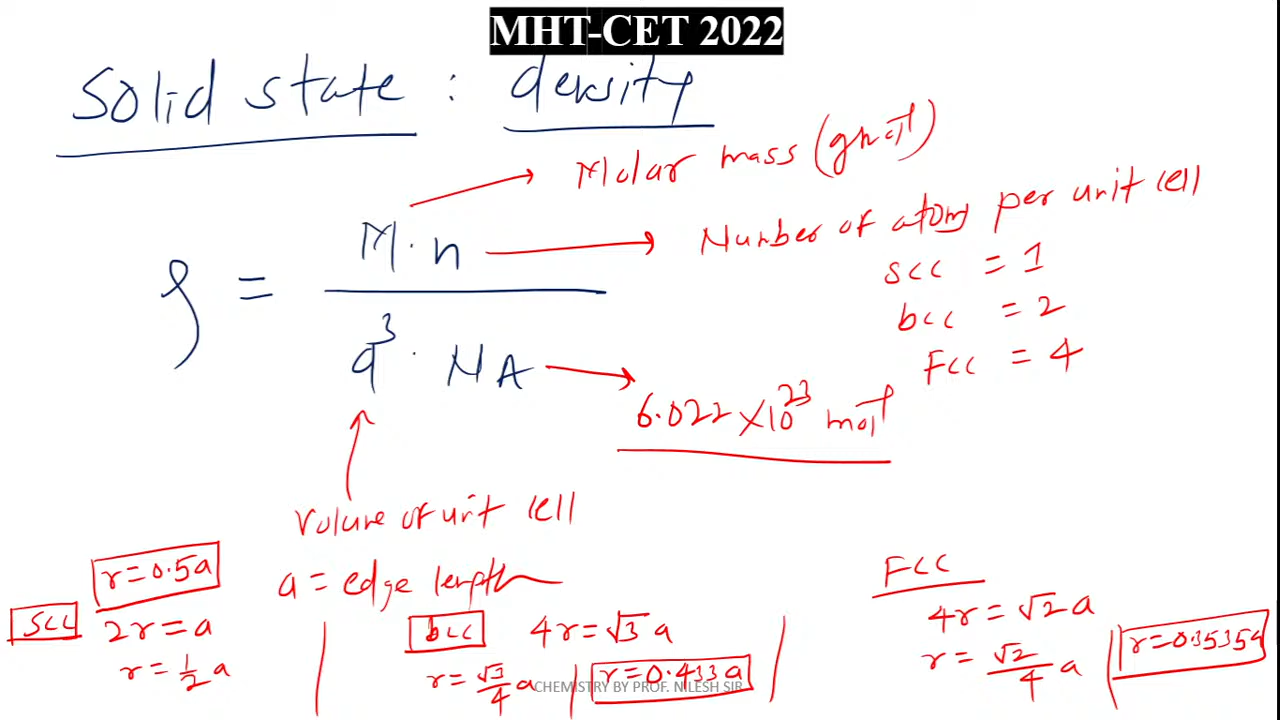 MHT-CET 2022
Solid state : density
Molar mass (g mol⁻¹)
ρ = M·n / a³·NA
Number of atoms per unit cell
scc = 1
bcc = 2
Fcc = 4
6.022×10²³ mol⁻¹
Volume of unit cell
a = edge length
r=0.5a
scc 2r=a
r=1/2 a
bcc 4r=√3 a
r=√3/4 a r=0.433a
Fcc
4r=√2 a
r=√2/4 a r=0.3535a
CHEMISTRY BY PROF. NILESH SIR